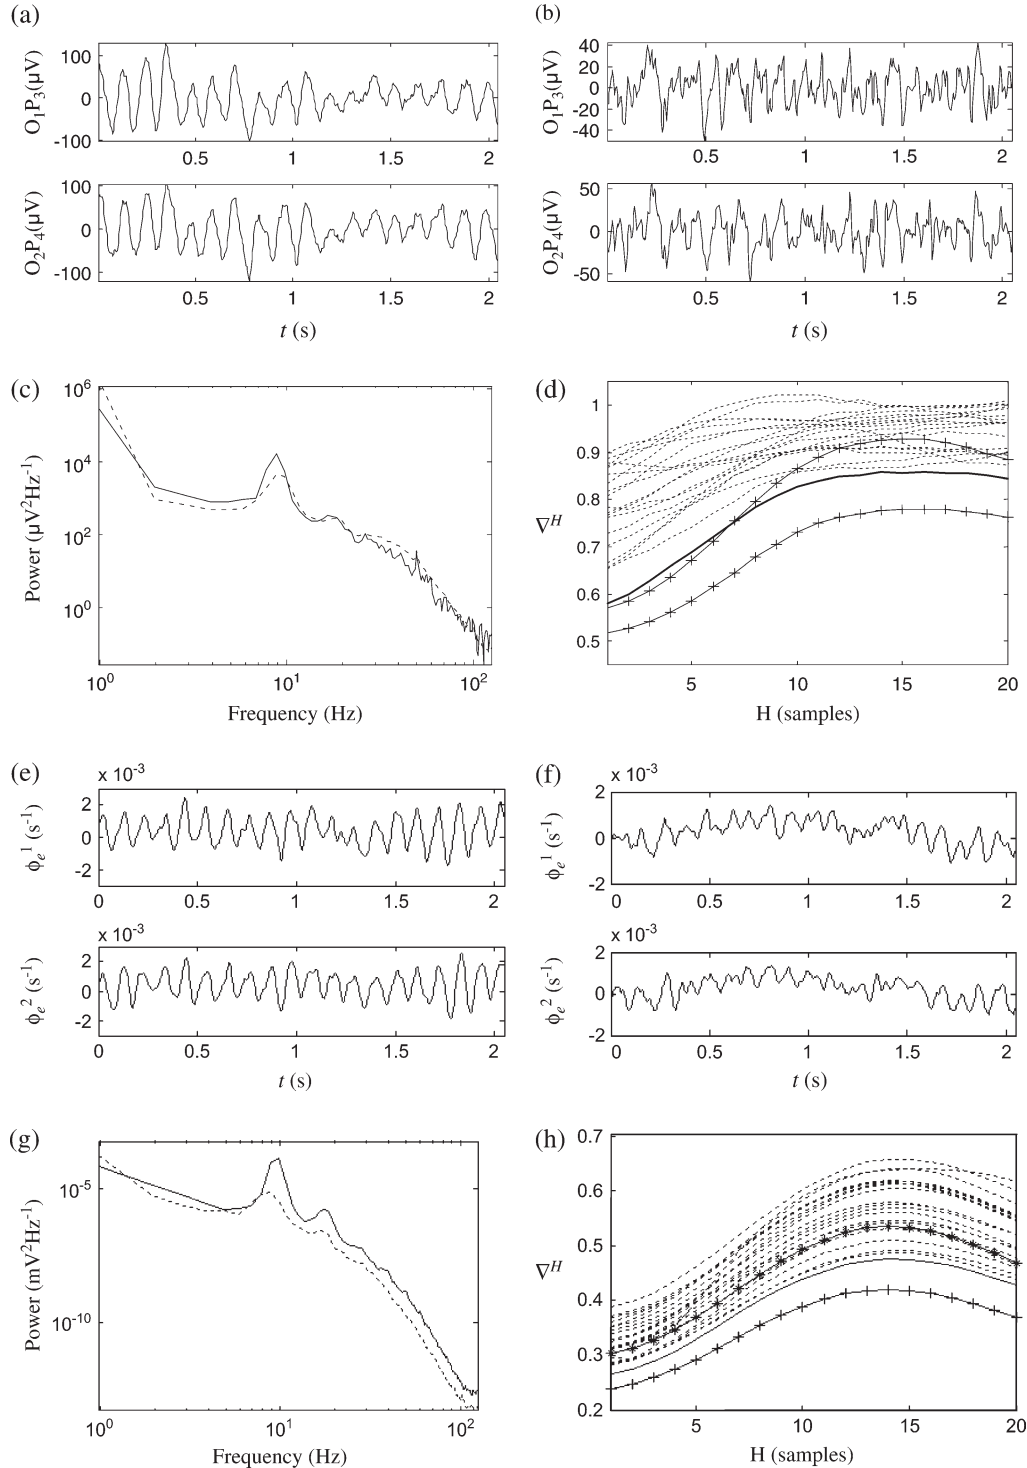 (a)
O₁P₃(µV)
100
0
-100
0.5
1
1.5
2
O₂P₄(µV)
100
0
-100
0.5
1
1.5
2
t (s)
(b)
O₁P₃(µV)
40
20
0
-20
-40
0.5
1
1.5
2
O₂P₄(µV)
50
0
-50
0.5
1
1.5
2
t (s)
(c)
Power (µV²Hz⁻¹)
10⁶
10⁴
10²
10⁰
10⁰
10¹
10²
Frequency (Hz)
(d)
∇ᴴ
1
0.9
0.8
0.7
0.6
0.5
5
10
15
20
H (samples)
(e)
x 10⁻³
ϕₑ¹ (s⁻¹)
2
0
-2
0
0.5
1
1.5
2
x 10⁻³
ϕₑ² (s⁻¹)
2
0
-2
0
0.5
1
1.5
2
t (s)
(f)
x 10⁻³
ϕₑ¹ (s⁻¹)
2
0
-2
0
0.5
1
1.5
2
x 10⁻³
ϕₑ² (s⁻¹)
2
0
-2
0
0.5
1
1.5
2
t (s)
(g)
Power (mV²Hz⁻¹)
10⁻⁵
10⁻¹⁰
10⁰
10¹
10²
Frequency (Hz)
(h)
∇ᴴ
0.7
0.6
0.5
0.4
0.3
0.2
5
10
15
20
H (samples)